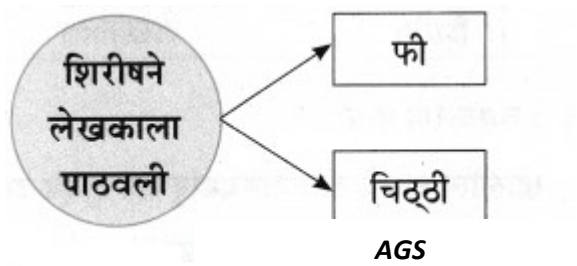 शिरीषने
लेखकाला
पाठवली
फी
चिठ्ठी
AGS